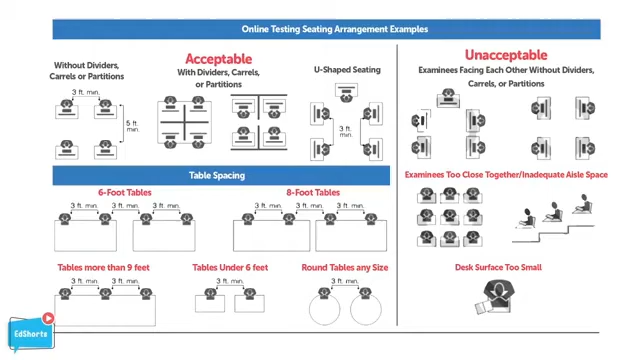 Online Testing Seating Arrangement Examples
Acceptable
Without Dividers,
Carrels or Partitions
3 ft. min.
5 ft.
min.
With Dividers, Carrels,
or Partitions
U-Shaped Seating
3 ft.
min.
Unacceptable
Examinees Facing Each Other Without Dividers,
Carrels, or Partitions
Examinees Too Close Together/Inadequate Aisle Space
Desk Surface Too Small
Table Spacing
6-Foot Tables
3 ft. min. 3 ft. min. 3 ft. min.
8-Foot Tables
3 ft. min. 3 ft. min. 3 ft. min.
Tables more than 9 feet
3 ft. min. 3 ft. min.
Tables Under 6 feet
3 ft. min.
Round Tables any Size
3 ft. min.
EdShorts